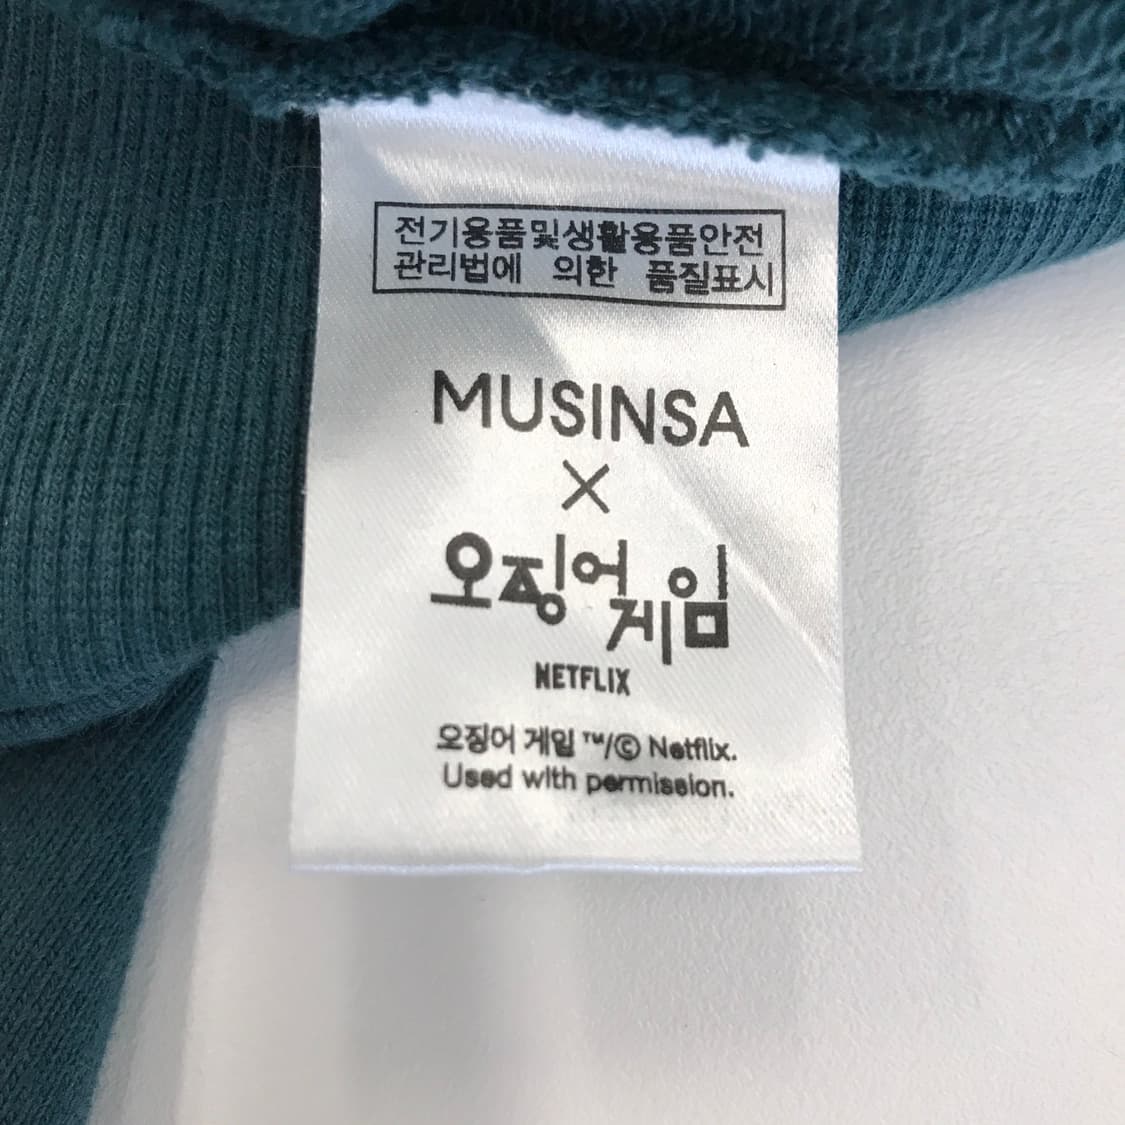 전기용품및생활용품안전
관리법에 의한 품질표시
MUSINSA
×
오징어
게임
NETFLIX
오징어 게임 ™/© Netflix.
Used with permission.